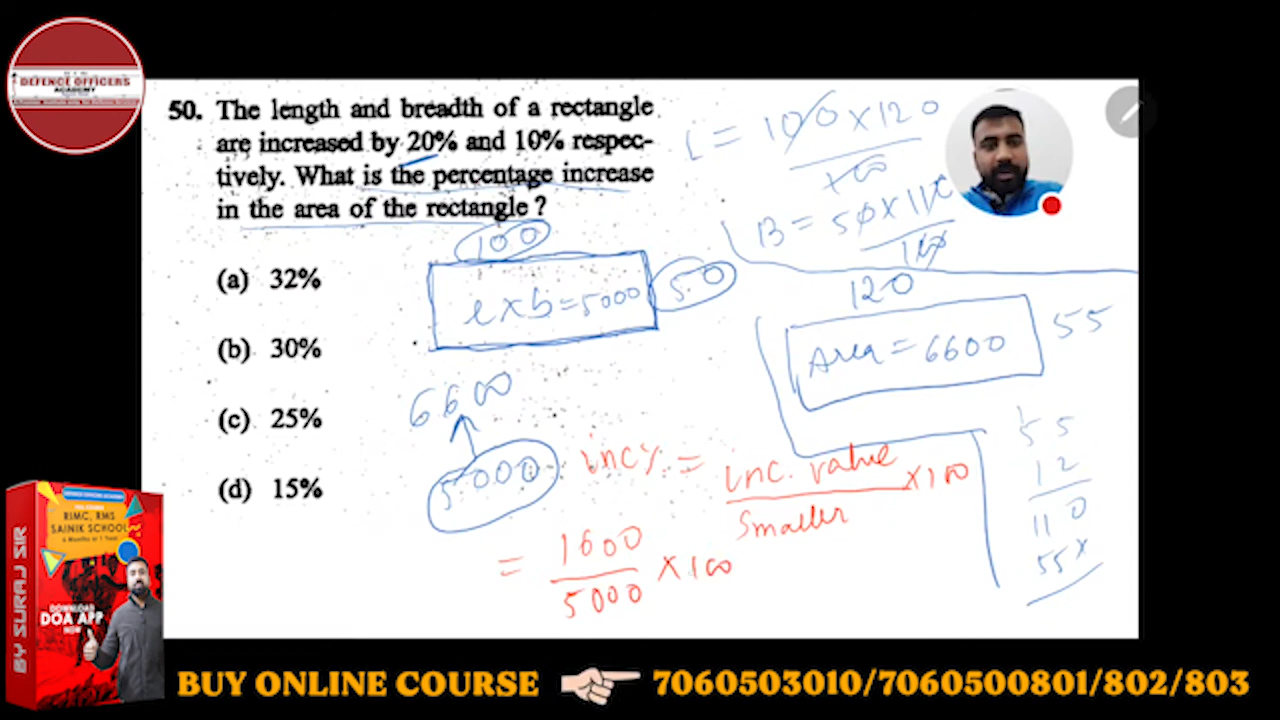 DEFENCE OFFICERS
ACADEMY
50. The length and breadth of a rectangle
are increased by 20% and 10% respec-
tively. What is the percentage increase
in the area of the rectangle ?
(a) 32%
(b) 30%
(c) 25%
(d) 15%
L = 100 x 120
100
B = 50 x 110
100
100
l x b = 5000
50
120
Area = 6600
55
6600
5000
inc% = inc. value x 100
Smaller
= 1600 x 100
5000
55
12
110
55x
RIMC, RMS
SAINIK SCHOOL
DOWNLOAD
DOA APP
NOW
BY SURAJ SIR
BUY ONLINE COURSE 7060503010/7060500801/802/803